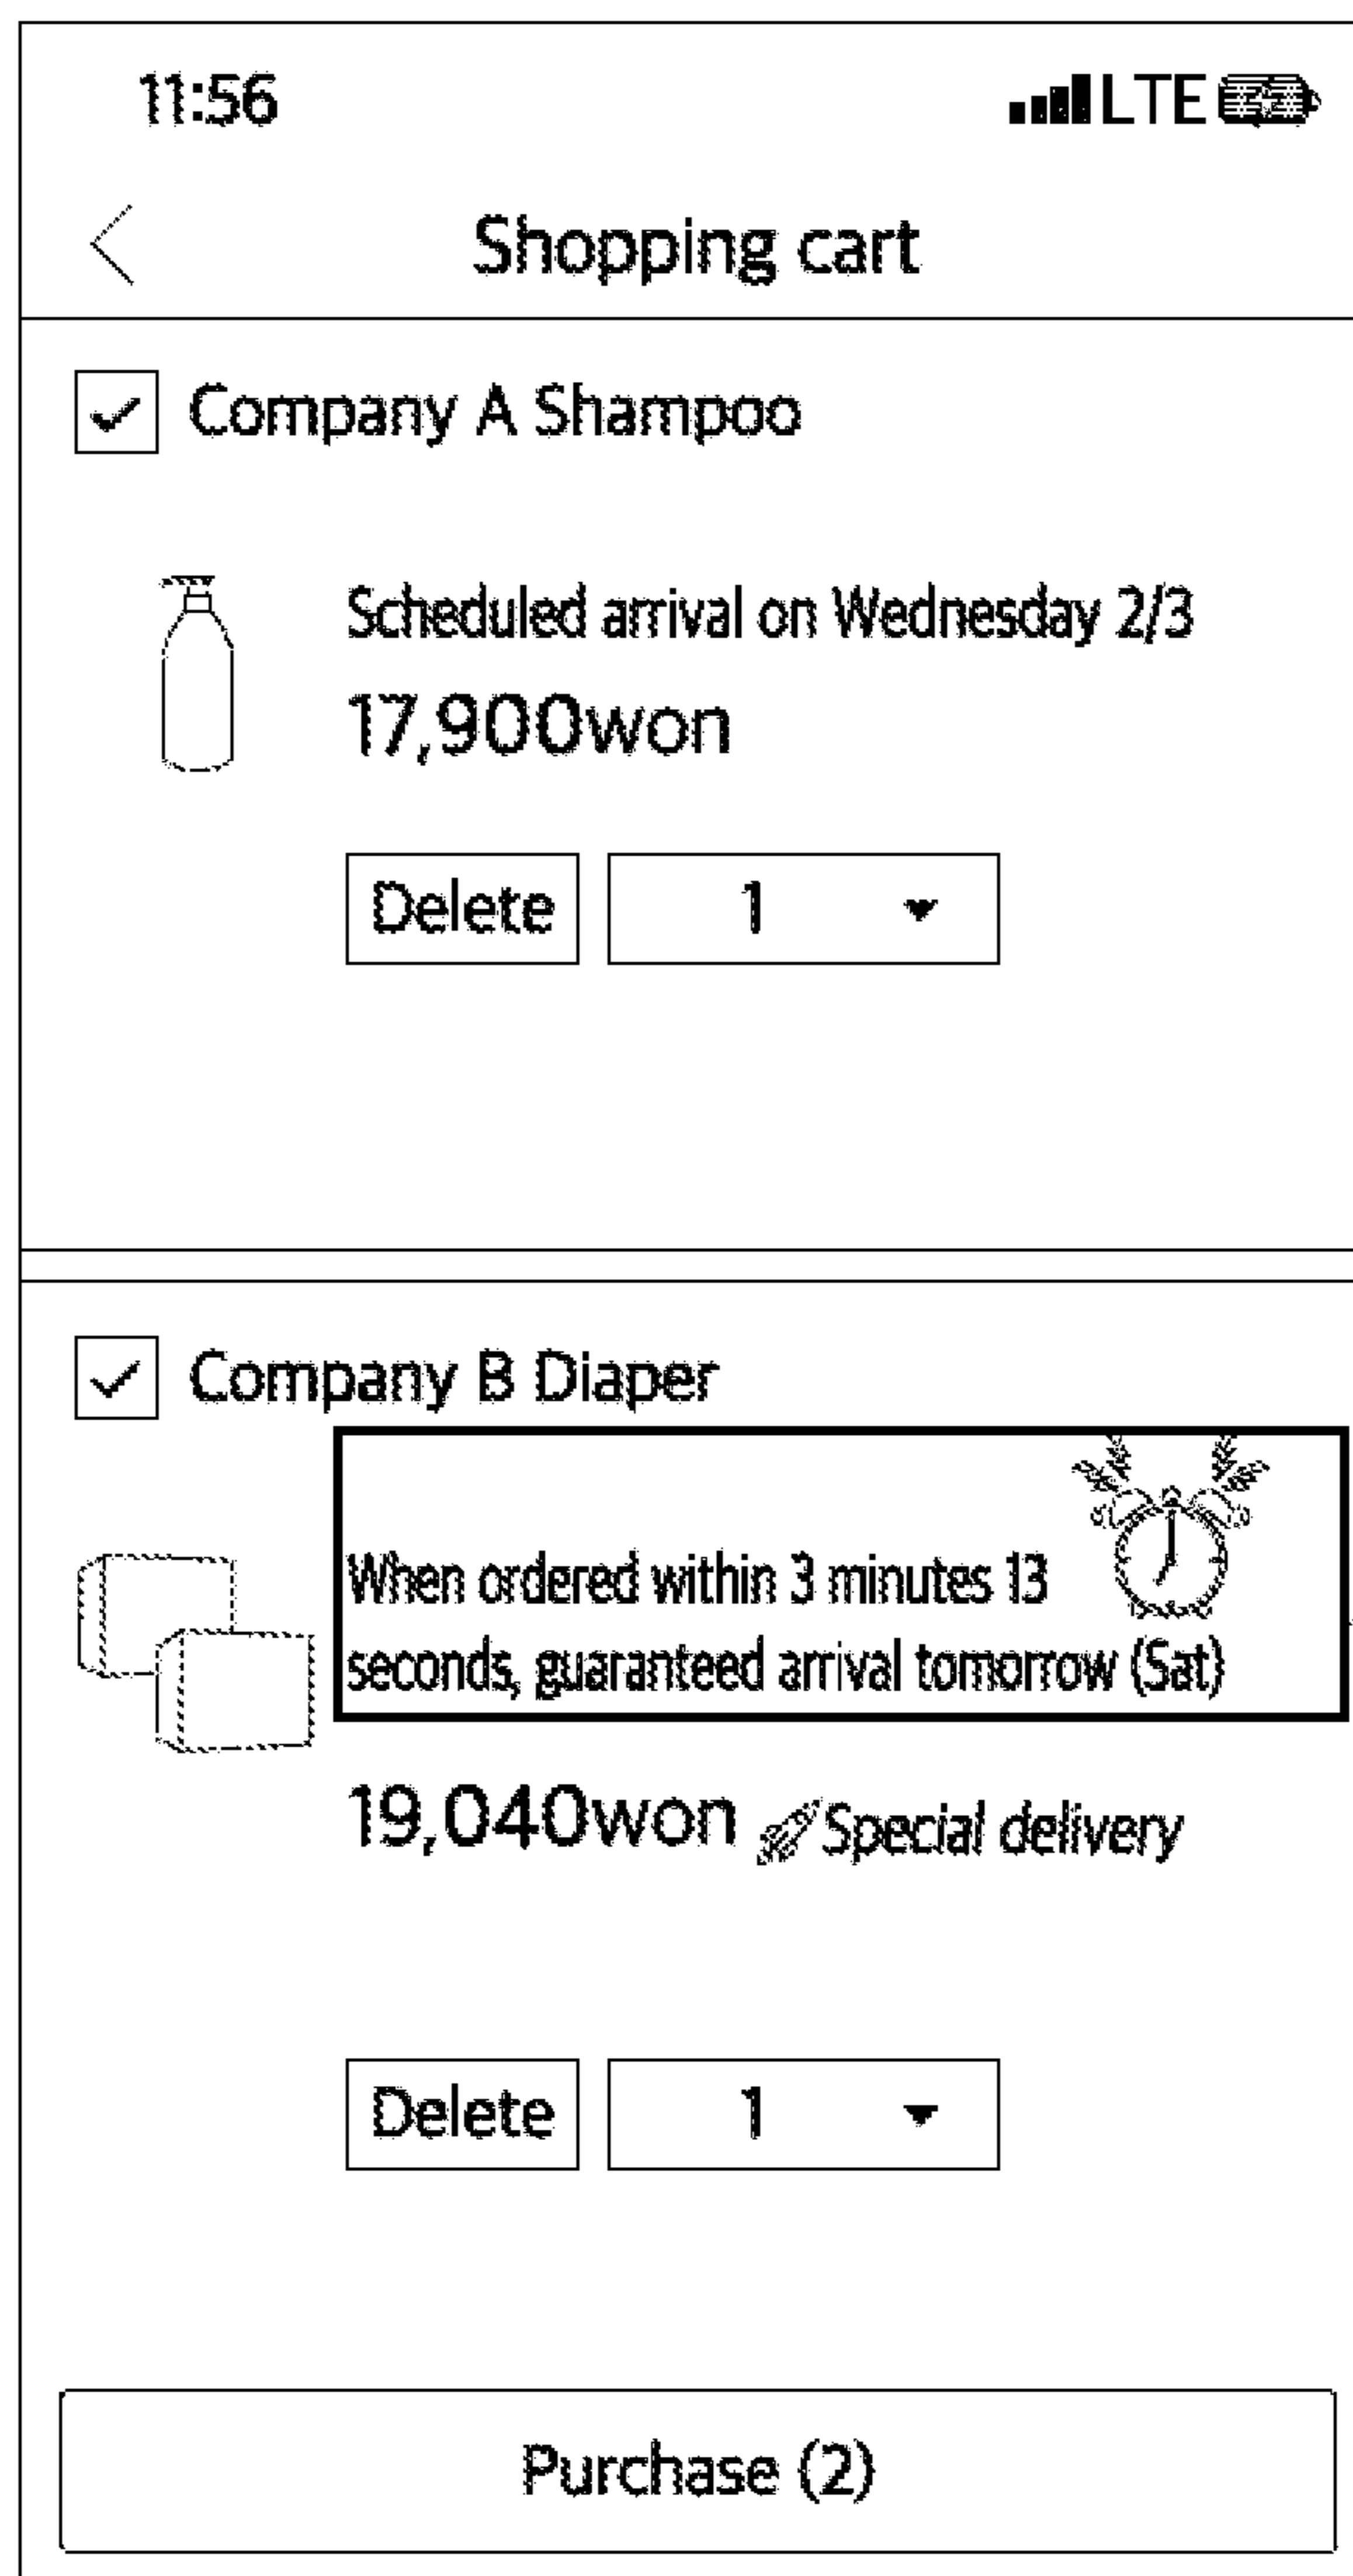 11:56 LTE
Shopping cart
Company A Shampoo
Scheduled arrival on Wednesday 2/3
17,900won
Delete 1
Company B Diaper
When ordered within 3 minutes 13
seconds, guaranteed arrival tomorrow (Sat)
19,040won Special delivery
Delete 1
Purchase (2)